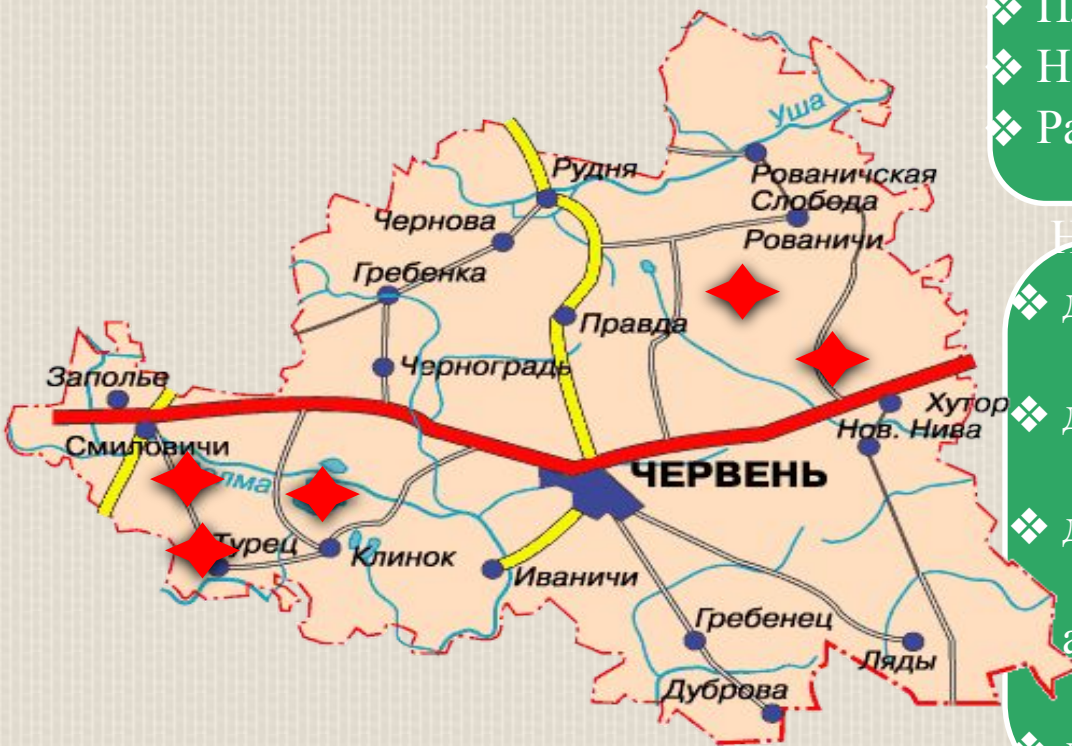 Уша
Рудня
Рованичская
Слобода
Чернова
Рованичи
Гребенка
Правда
Черноградь
Заполье
Хутор
Нов. Нива
Смиловичи
ЧЕРВЕНЬ
Турец
Клинок
Иваничи
Гребенец
Ляды
Дуброва